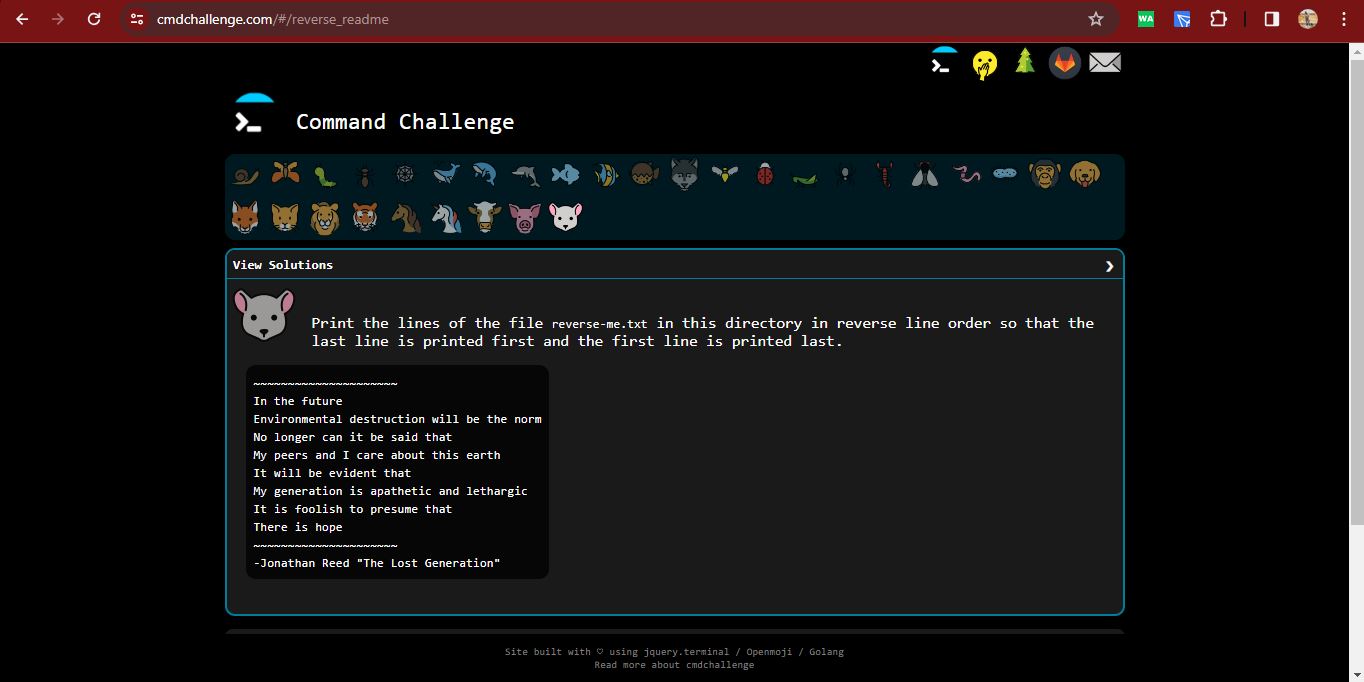 cmdchallenge.com/#/reverse_readme
WA
Command Challenge
View Solutions
Print the lines of the file reverse-me.txt in this directory in reverse line order so that the
last line is printed first and the first line is printed last.
~~~~~~~~~~~~~~~~~~~~~
In the future
Environmental destruction will be the norm
No longer can it be said that
My peers and I care about this earth
It will be evident that
My generation is apathetic and lethargic
It is foolish to presume that
There is hope
~~~~~~~~~~~~~~~~~~~~~
-Jonathan Reed "The Lost Generation"
Site built with ♡ using jquery.terminal / Openmoji / Golang
Read more about cmdchallenge